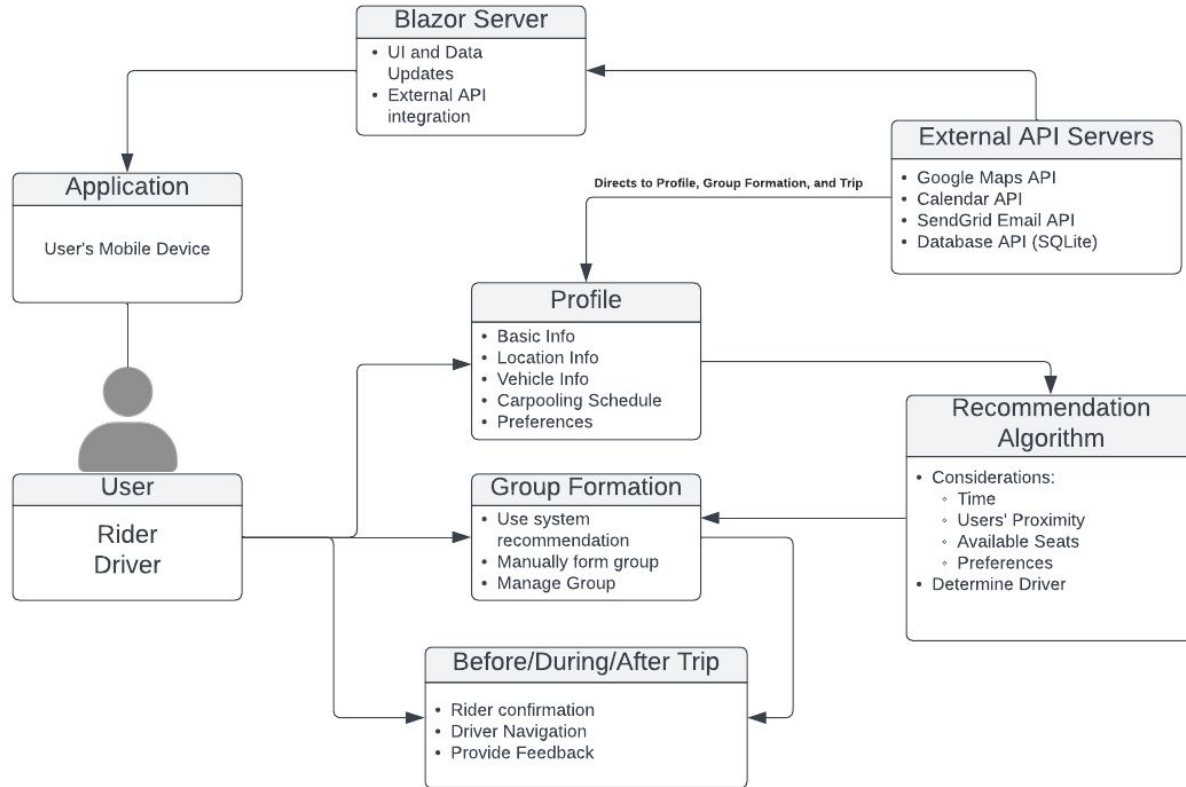 Blazor Server
• UI and Data
Updates
• External API
integration
External API Servers
• Google Maps API
• Calendar API
• SendGrid Email API
• Database API (SQLite)
Application
User's Mobile Device
Directs to Profile, Group Formation, and Trip
Profile
• Basic Info
• Location Info
• Vehicle Info
• Carpooling Schedule
• Preferences
Recommendation
Algorithm
• Considerations:
◦ Time
◦ Users' Proximity
◦ Available Seats
◦ Preferences
• Determine Driver
User
Rider
Driver
Group Formation
• Use system
recommendation
• Manually form group
• Manage Group
Before/During/After Trip
• Rider confirmation
• Driver Navigation
• Provide Feedback